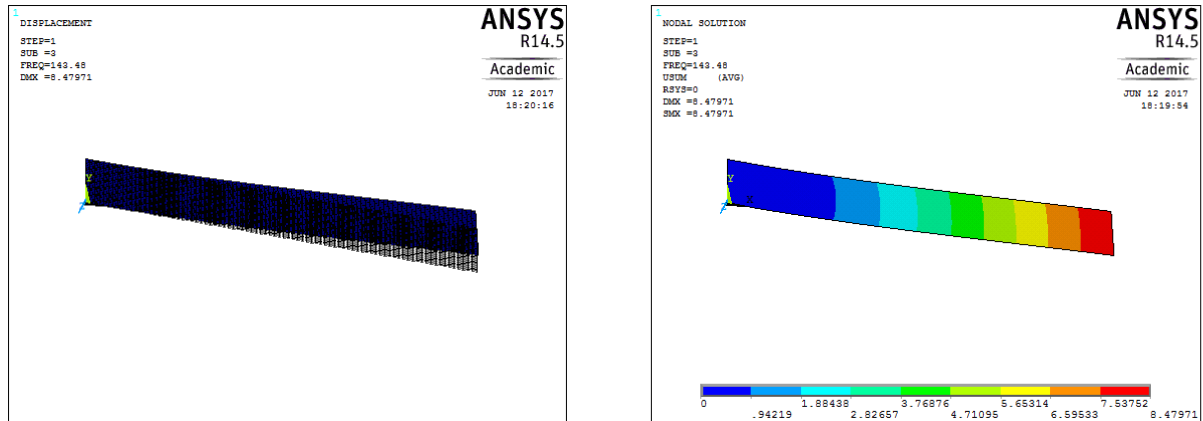 1
DISPLACEMENT
STEP=1
SUB =3
FREQ=143.48
DMX =8.47971
ANSYS
R14.5
Academic
JUN 12 2017
18:20:16
Y
Z
1
NODAL SOLUTION
STEP=1
SUB =3
FREQ=143.48
USUM (AVG)
RSYS=0
DMX =8.47971
SMX =8.47971
ANSYS
R14.5
Academic
JUN 12 2017
18:19:54
Y
Z X
0 1.88438 3.76876 5.65314 7.53752
.94219 2.82657 4.71095 6.59533 8.47971